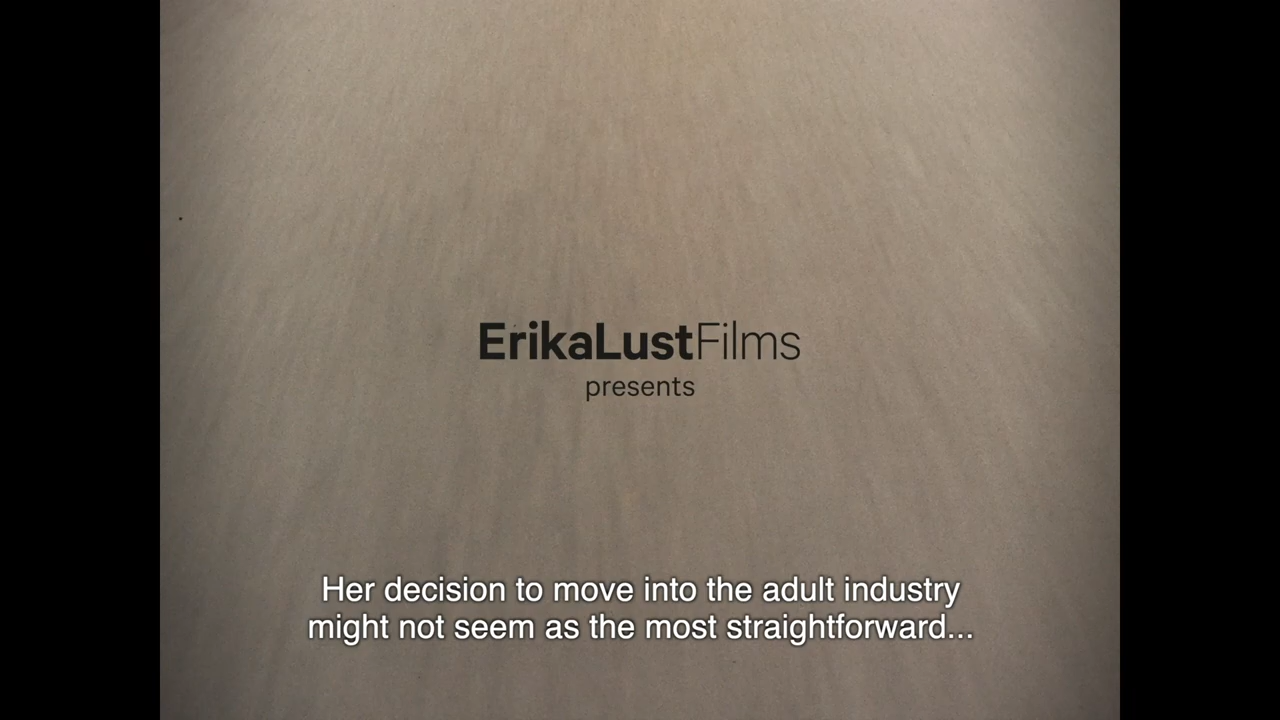 ErikaLustFilms
presents
Her decision to move into the adult industry
might not seem as the most straightforward...